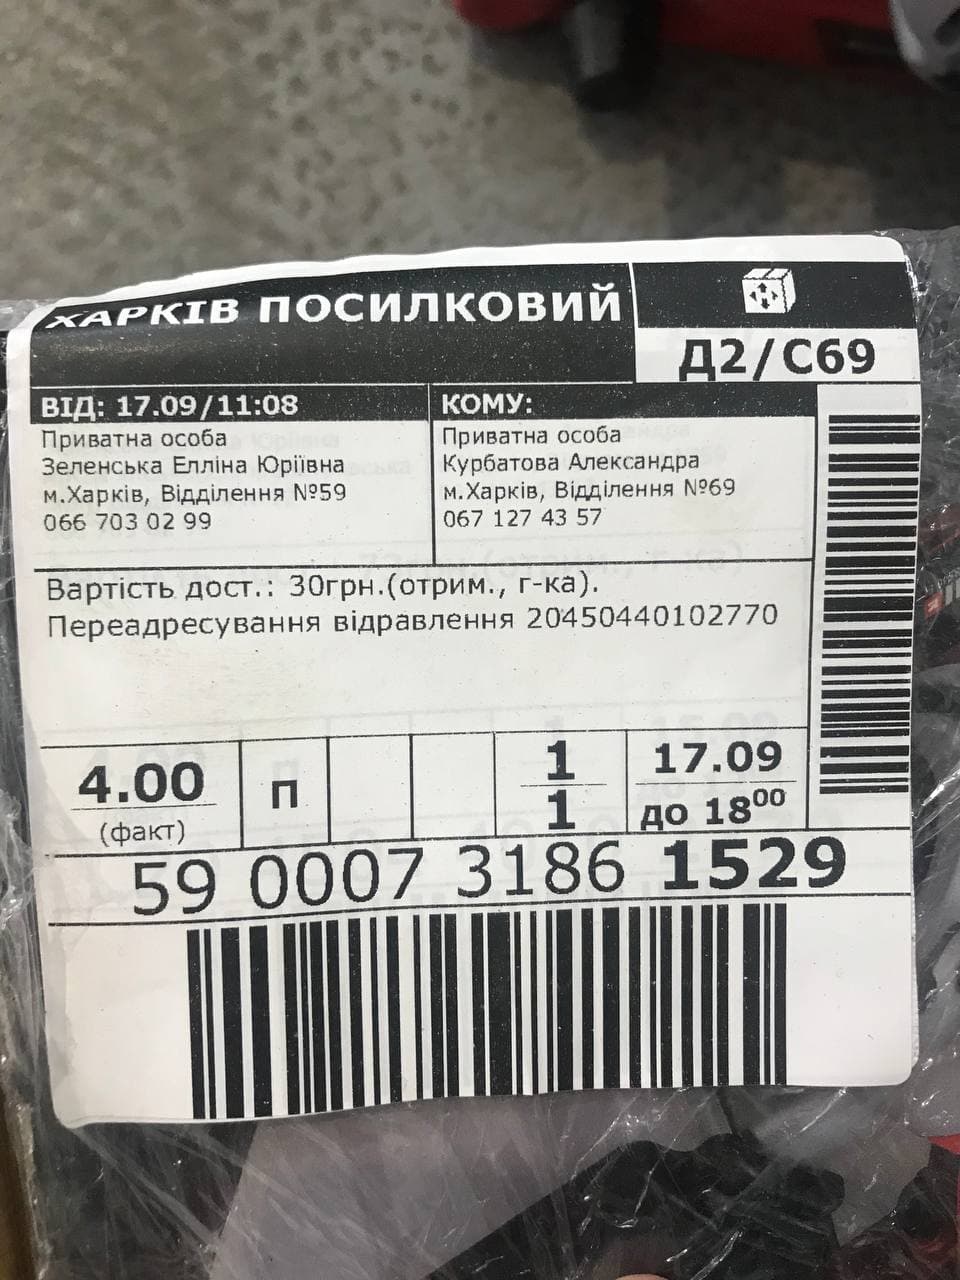 ХАРКІВ ПОСИЛКОВИЙ
Д2/С69
ВІД: 17.09/11:08
Приватна особа
Зеленська Елліна Юріївна
м.Харків, Відділення №59
066 703 02 99
КОМУ:
Приватна особа
Курбатова Александра
м.Харків, Відділення №69
067 127 43 57
Вартість дост.: 30грн.(отрим., г-ка).
Переадресування відравлення 20450440102770
4.00
(факт)
П
1
1
17.09
до 18⁰⁰
59 0007 3186 1529